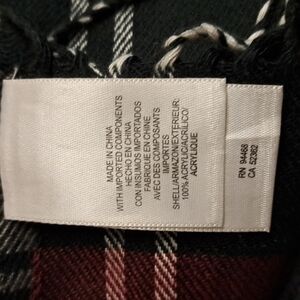 MADE IN CHINA
WITH IMPORTED COMPONENTS
HECHO EN CHINA
CON INSUMOS IMPORTADOS
FABRIQUE EN CHINE
AVEC DES COMPOSANTS
IMPORTES
SHELL/ARMAZON/EXTERIEUR:
100% ACRYLIC/ACRILICO/
ACRYLIQUE
RN 94468
CA 52362